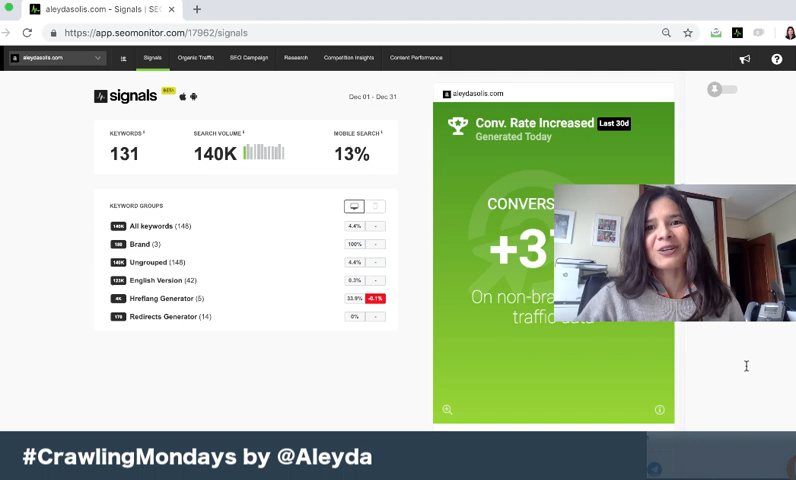 aleydasolis.com - Signals | SEO
https://app.seomonitor.com/17962/signals
aleydasolis.com
Signals
Organic Traffic
SEO Campaign
Research
Competition Insights
Content Performance
signals
BETA
Dec 01 - Dec 31
KEYWORDS
SEARCH VOLUME
MOBILE SEARCH
131
140K
13%
KEYWORD GROUPS
140K All keywords (148) 4.4% -
180 Brand (3) 100% -
140K Ungrouped (148) 4.4% -
123K English Version (42) 0.3% -
4K Hreflang Generator (5) 33.9% -0.1%
170 Redirects Generator (14) 0% -
aleydasolis.com
Conv. Rate Increased Last 30d
Generated Today
CONVERS
+37
On non-bra
traffic data
#CrawlingMondays by @Aleyda